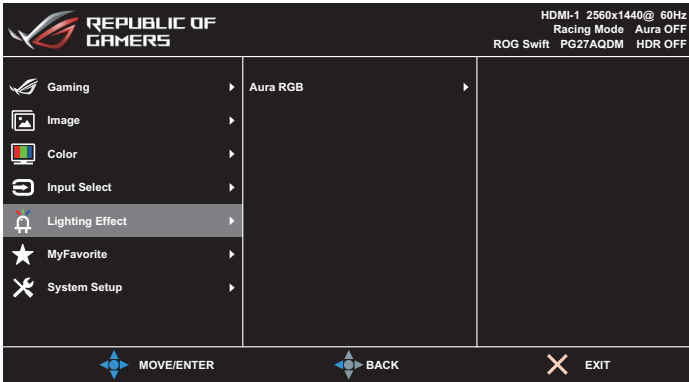 REPUBLIC OF
GAMERS
HDMI-1 2560x1440@ 60Hz
Racing Mode Aura OFF
ROG Swift PG27AQDM HDR OFF
Gaming
Aura RGB
Image
Color
Input Select
Lighting Effect
MyFavorite
System Setup
MOVE/ENTER
BACK
EXIT